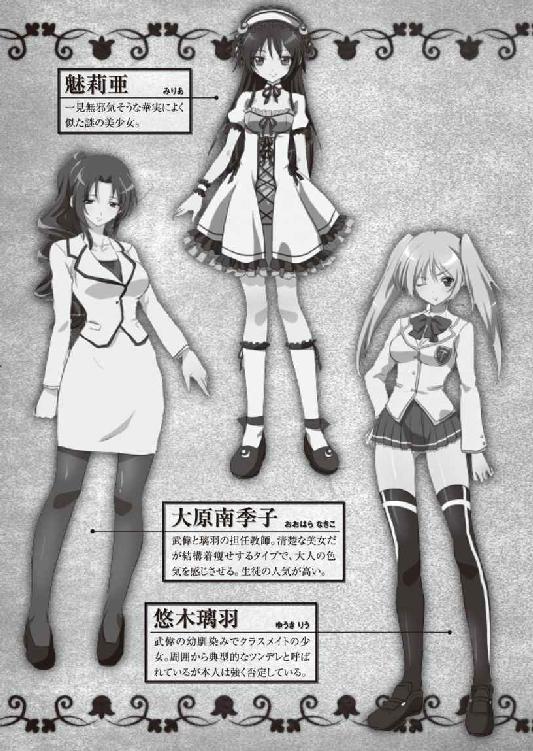 魅莉亜 みりあ
一見無邪気そうな華実によく
似た謎の美少女。
大原南季子 おおはら なきこ
武偉と璃羽の担任教師。清楚な美女だ
が結構着痩せするタイプで、大人の色
気を感じさせる。生徒の人気が高い。
悠木璃羽 ゆうき りう
武偉の幼馴染みでクラスメイトの少
女。周囲から典型的なツンデレと呼ば
れているが本人は強く否定している。